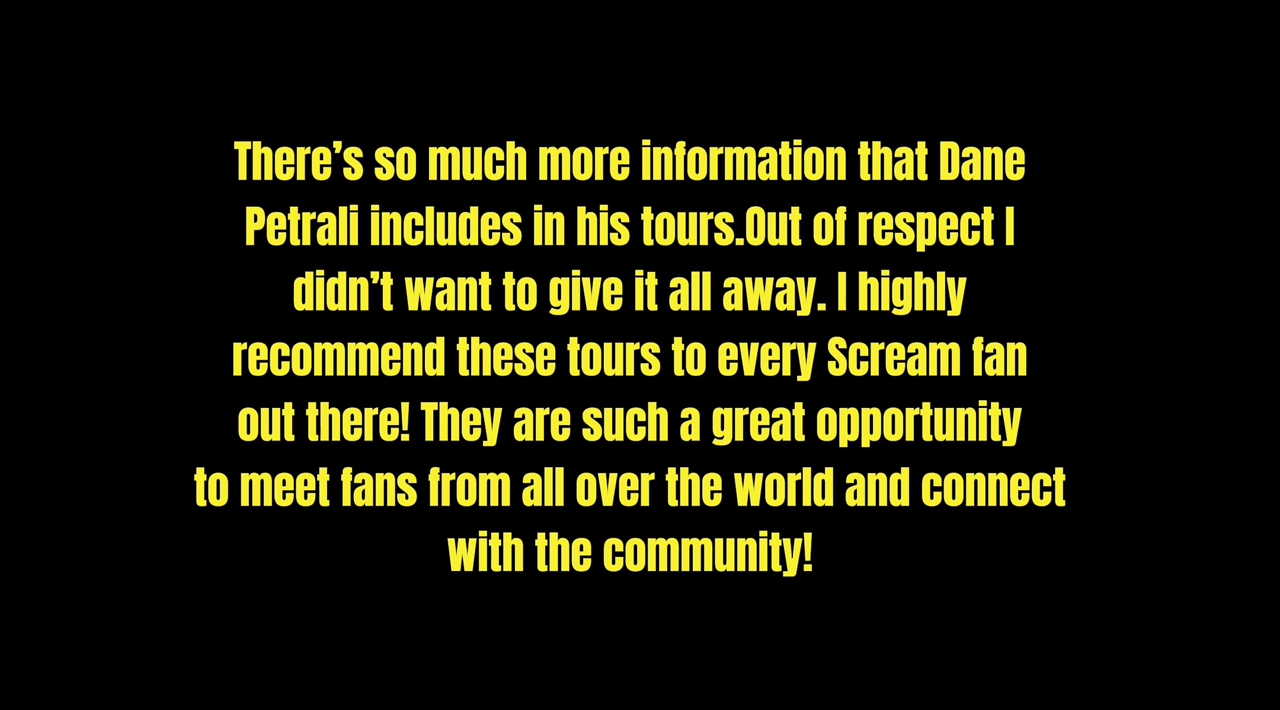 There’s so much more information that Dane
Petrali includes in his tours.Out of respect I
didn’t want to give it all away. I highly
recommend these tours to every Scream fan
out there! They are such a great opportunity
to meet fans from all over the world and connect
with the community!